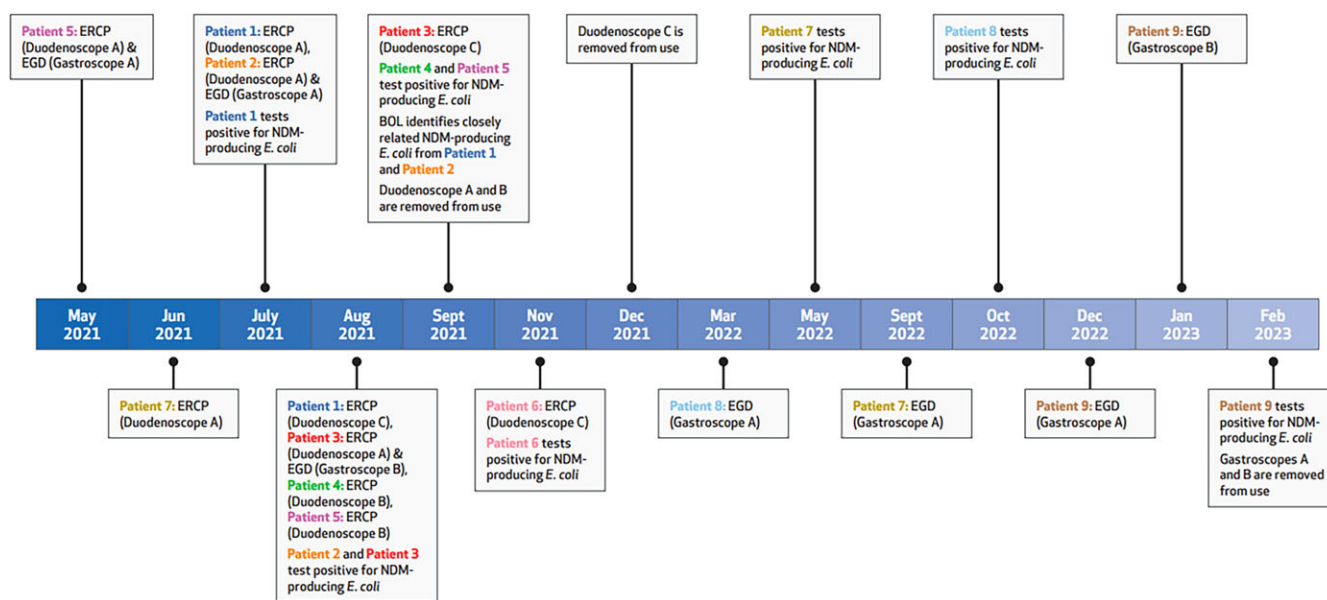 Patient 5: ERCP
(Duodenoscope A) &
EGD (Gastroscope A)
Patient 1: ERCP
(Duodenoscope A),
Patient 2: ERCP
(Duodenoscope A) &
EGD (Gastroscope A)
Patient 1 tests
positive for NDM-
producing E. coli
Patient 3: ERCP
(Duodenoscope C)
Patient 4 and Patient 5
test positive for NDM-
producing E. coli
BOL identifies closely
related NDM-producing
E. coli from Patient 1
and Patient 2
Duodenoscope A and B
are removed from use
Duodenoscope C is
removed from use
Patient 7 tests
positive for NDM-
producing E. coli
Patient 8 tests
positive for NDM-
producing E. coli
Patient 9: EGD
(Gastroscope B)
May
2021
Jun
2021
July
2021
Aug
2021
Sept
2021
Nov
2021
Dec
2021
Mar
2022
May
2022
Sept
2022
Oct
2022
Dec
2022
Jan
2023
Feb
2023
Patient 7: ERCP
(Duodenoscope A)
Patient 1: ERCP
(Duodenoscope C),
Patient 3: ERCP
(Duodenoscope A) &
EGD (Gastroscope B),
Patient 4: ERCP
(Duodenoscope B),
Patient 5: ERCP
(Duodenoscope B)
Patient 2 and Patient 3
test positive for NDM-
producing E. coli
Patient 6: ERCP
(Duodenoscope C)
Patient 6 tests
positive for NDM-
producing E. coli
Patient 8: EGD
(Gastroscope A)
Patient 7: EGD
(Gastroscope A)
Patient 9: EGD
(Gastroscope A)
Patient 9 tests
positive for NDM-
producing E. coli
Gastroscopes A
and B are removed
from use